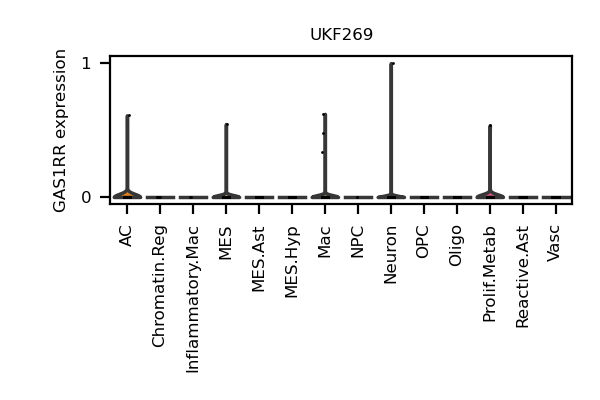 UKF269
GAS1RR expression
1
0
AC
Chromatin.Reg
Inflammatory.Mac
MES
MES.Ast
MES.Hyp
Mac
NPC
Neuron
OPC
Oligo
Prolif.Metab
Reactive.Ast
Vasc